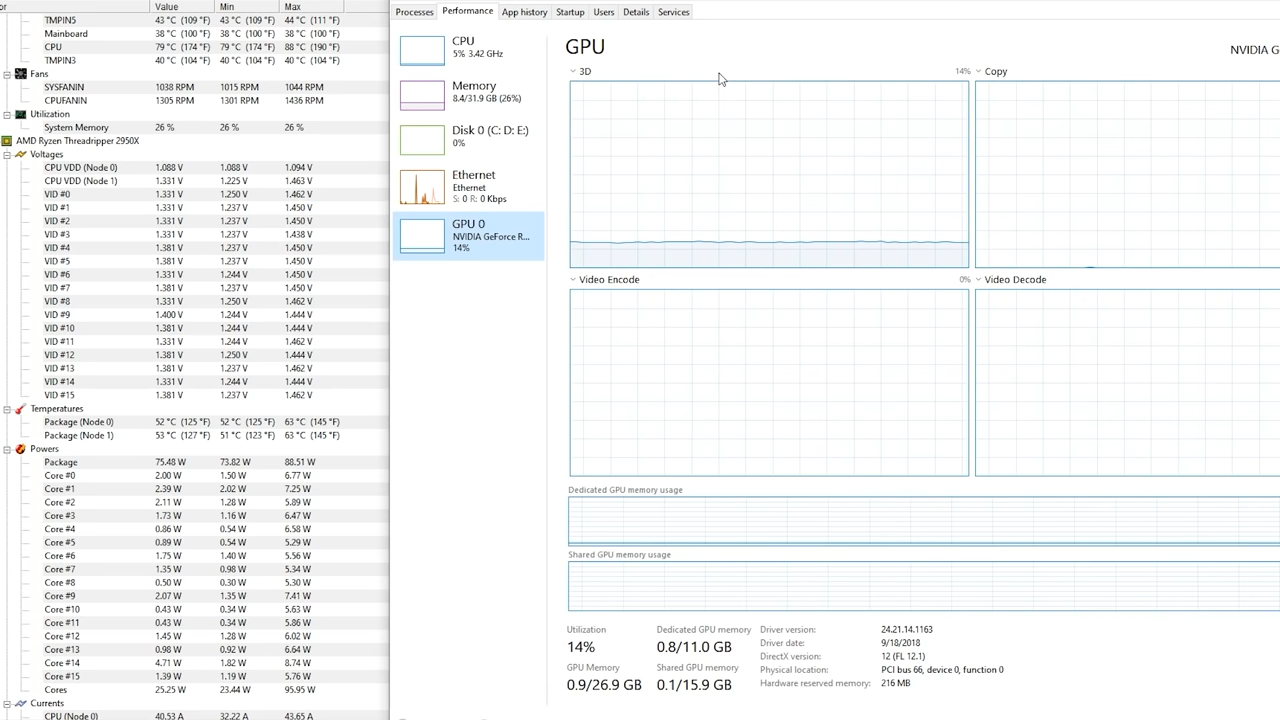 or Value Min Max
TMPIN5 43 °C (109 °F) 43 °C (109 °F) 44 °C (111 °F)
Mainboard 38 °C (100 °F) 38 °C (100 °F) 38 °C (100 °F)
CPU 79 °C (174 °F) 79 °C (174 °F) 88 °C (190 °F)
TMPIN3 40 °C (104 °F) 40 °C (104 °F) 40 °C (104 °F)
Fans
SYSFANIN 1038 RPM 1015 RPM 1044 RPM
CPUFANIN 1305 RPM 1301 RPM 1436 RPM
Utilization
System Memory 26 % 26 % 26 %
AMD Ryzen Threadripper 2950X
Voltages
CPU VDD (Node 0) 1.088 V 1.088 V 1.094 V
CPU VDD (Node 1) 1.331 V 1.225 V 1.463 V
VID #0 1.331 V 1.250 V 1.462 V
VID #1 1.331 V 1.237 V 1.450 V
VID #2 1.331 V 1.237 V 1.450 V
VID #3 1.331 V 1.237 V 1.438 V
VID #4 1.381 V 1.237 V 1.450 V
VID #5 1.381 V 1.237 V 1.450 V
VID #6 1.331 V 1.244 V 1.450 V
VID #7 1.381 V 1.237 V 1.450 V
VID #8 1.331 V 1.250 V 1.462 V
VID #9 1.400 V 1.244 V 1.444 V
VID #10 1.381 V 1.237 V 1.444 V
VID #11 1.381 V 1.244 V 1.462 V
VID #12 1.381 V 1.250 V 1.444 V
VID #13 1.381 V 1.237 V 1.462 V
VID #14 1.331 V 1.244 V 1.444 V
VID #15 1.381 V 1.237 V 1.462 V
Temperatures
Package (Node 0) 52 °C (125 °F) 52 °C (125 °F) 63 °C (145 °F)
Package (Node 1) 53 °C (127 °F) 51 °C (123 °F) 63 °C (145 °F)
Powers
Package 75.48 W 73.82 W 88.51 W
Core #0 2.00 W 1.50 W 6.77 W
Core #1 2.39 W 2.02 W 7.25 W
Core #2 2.11 W 1.28 W 5.89 W
Core #3 1.73 W 1.16 W 6.47 W
Core #4 0.86 W 0.54 W 6.58 W
Core #5 0.89 W 0.54 W 5.29 W
Core #6 1.75 W 1.40 W 5.56 W
Core #7 1.35 W 0.98 W 5.34 W
Core #8 0.50 W 0.30 W 5.30 W
Core #9 2.07 W 1.35 W 7.41 W
Core #10 0.43 W 0.34 W 5.63 W
Core #11 0.43 W 0.34 W 5.86 W
Core #12 1.45 W 1.28 W 6.02 W
Core #13 0.98 W 0.92 W 6.64 W
Core #14 4.71 W 1.82 W 8.74 W
Core #15 1.39 W 1.19 W 5.76 W
Cores 25.25 W 23.44 W 95.95 W
Currents
CPU (Node 0) 40.53 A 32.22 A 43.65 A
Processes Performance App history Startup Users Details Services
CPU
5% 3.42 GHz
Memory
8.4/31.9 GB (26%)
Disk 0 (C: D: E:)
0%
Ethernet
Ethernet
S: 0 R: 0 Kbps
GPU 0
NVIDIA GeForce R...
14%
GPU NVIDIA G
3D 14% Copy
Video Encode 0% Video Decode
Dedicated GPU memory usage
Shared GPU memory usage
Utilization
14%
Dedicated GPU memory
0.8/11.0 GB
GPU Memory
0.9/26.9 GB
Shared GPU memory
0.1/15.9 GB
Driver version: 24.21.14.1163
Driver date: 9/18/2018
DirectX version: 12 (FL 12.1)
Physical location: PCI bus 66, device 0, function 0
Hardware reserved memory: 216 MB